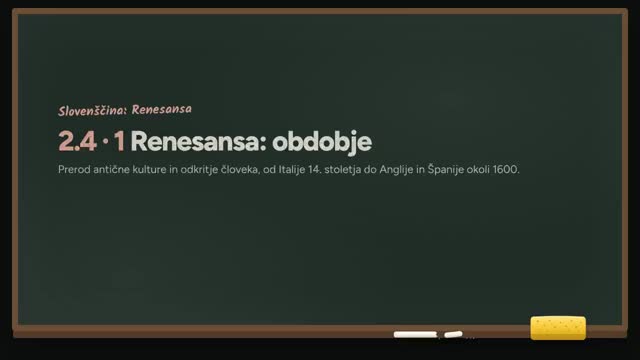 Slovenščina: Renesansa
2.4 · 1 Renesansa: obdobje
Prerod antične kulture in odkritje človeka, od Italije 14. stoletja do Anglije in Španije okoli 1600.